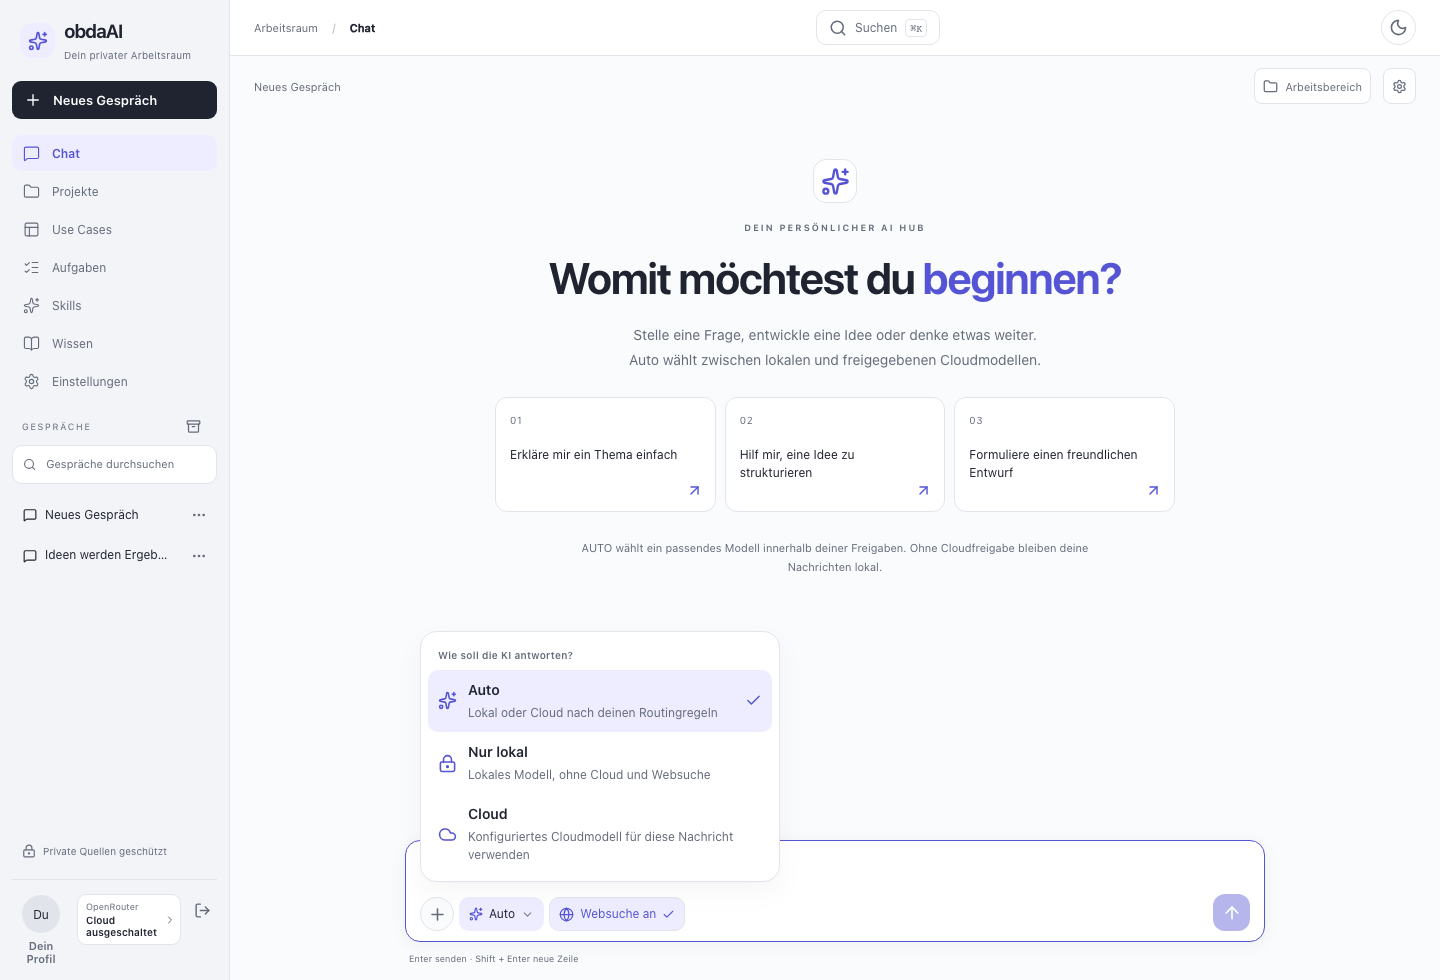 obdaAI
Dein privater Arbeitsraum
Neues Gespräch
Chat
Projekte
Use Cases
Aufgaben
Skills
Wissen
Einstellungen
GESPRÄCHE
Gespräche durchsuchen
Neues Gespräch
Ideen werden Ergeb...
Private Quellen geschützt
Du
Dein
Profil
OpenRouter
Cloud
ausgeschaltet
Arbeitsraum / Chat
Suchen ⌘K
Neues Gespräch
Arbeitsbereich
DEIN PERSÖNLICHER AI HUB
Womit möchtest du beginnen?
Stelle eine Frage, entwickle eine Idee oder denke etwas weiter.
Auto wählt zwischen lokalen und freigegebenen Cloudmodellen.
01
Erkläre mir ein Thema einfach
02
Hilf mir, eine Idee zu
strukturieren
03
Formuliere einen freundlichen
Entwurf
AUTO wählt ein passendes Modell innerhalb deiner Freigaben. Ohne Cloudfreigabe bleiben deine
Nachrichten lokal.
Wie soll die KI antworten?
Auto
Lokal oder Cloud nach deinen Routingregeln
Nur lokal
Lokales Modell, ohne Cloud und Websuche
Cloud
Konfiguriertes Cloudmodell für diese Nachricht
verwenden
Auto
Websuche an
Enter senden · Shift + Enter neue Zeile